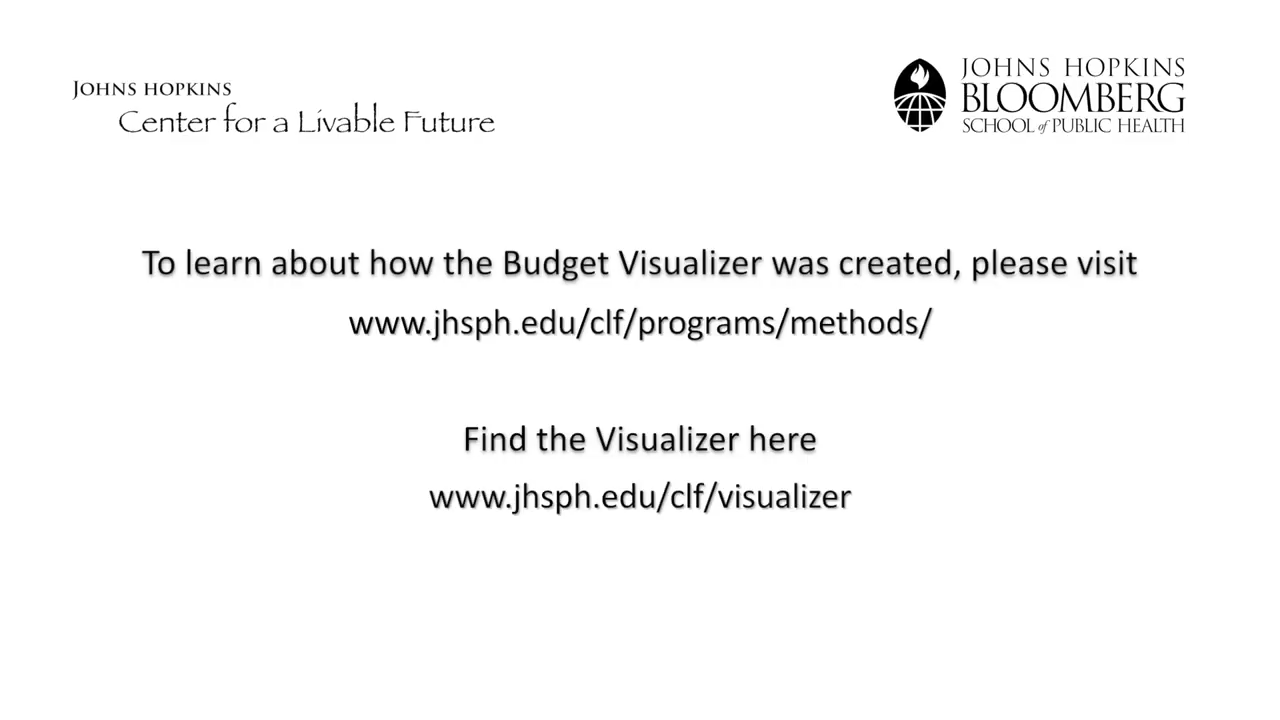 JOHNS HOPKINS
Center for a Livable Future
JOHNS HOPKINS
BLOOMBERG
SCHOOL of PUBLIC HEALTH
To learn about how the Budget Visualizer was created, please visit
www.jhsph.edu/clf/programs/methods/
Find the Visualizer here
www.jhsph.edu/clf/visualizer